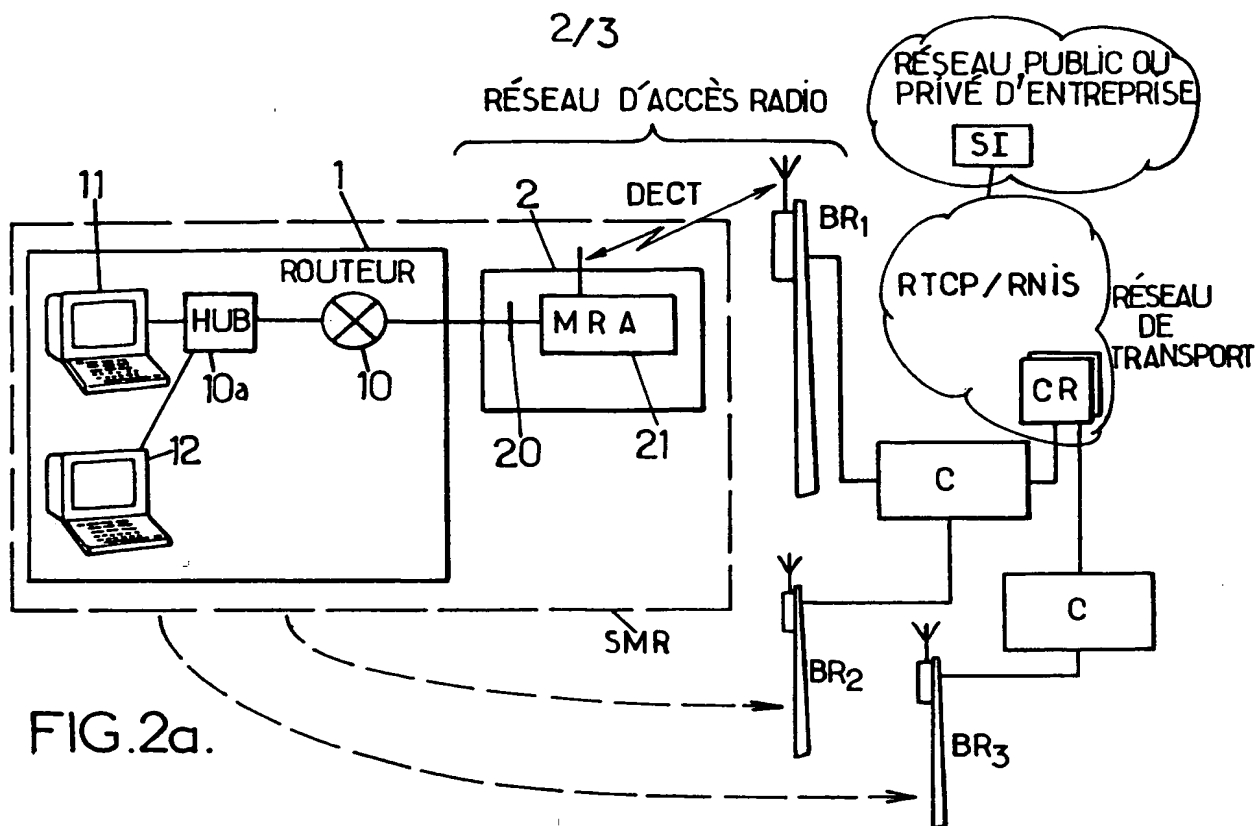 2/3
RÉSEAU PUBLIC OU
PRIVÉ D'ENTREPRISE
SI
RÉSEAU D'ACCÈS RADIO
DECT
BR1
RTCP/RNIS
RÉSEAU
DE
TRANSPORT
CR
11
1
2
ROUTEUR
HUB
MRA
10a
10
20
21
12
C
C
SMR
BR2
BR3
FIG.2a.